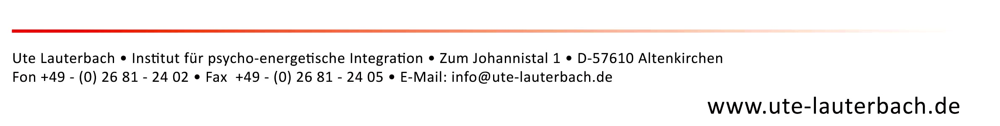 Ute Lauterbach • Institut für psycho-energetische Integration • Zum Johannistal 1 • D-57610 Altenkirchen
Fon +49 - (0) 26 81 - 24 02 • Fax  +49 - (0) 26 81 - 24 05 • E-Mail: info@ute-lauterbach.de
www.ute-lauterbach.de